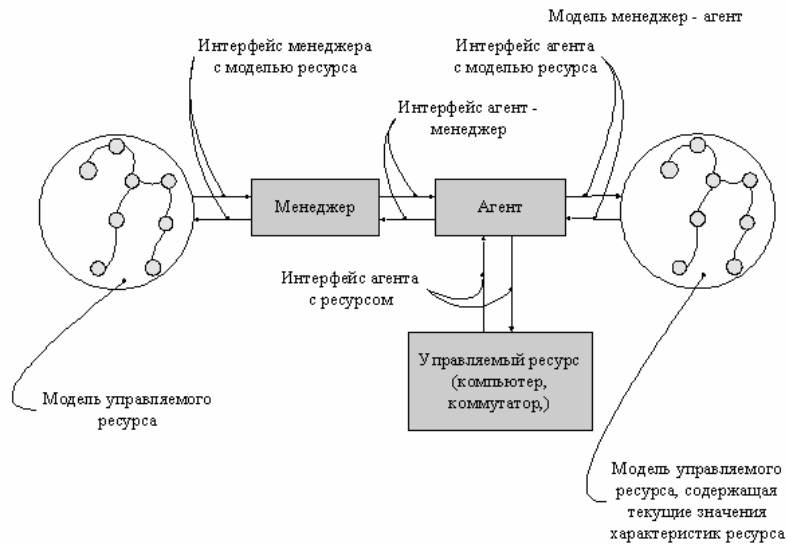 Модель менеджер - агент
Интерфейс менеджера
с моделью ресурса
Интерфейс агента
с моделью ресурса
Интерфейс агент -
менеджер
Менеджер
Агент
Интерфейс агента
с ресурсом
Управляемый ресурс
(компьютер,
коммутатор,)
Модель управляемого
ресурса
Модель управляемого
ресурса, содержащая
текущие значения
характеристик ресурса